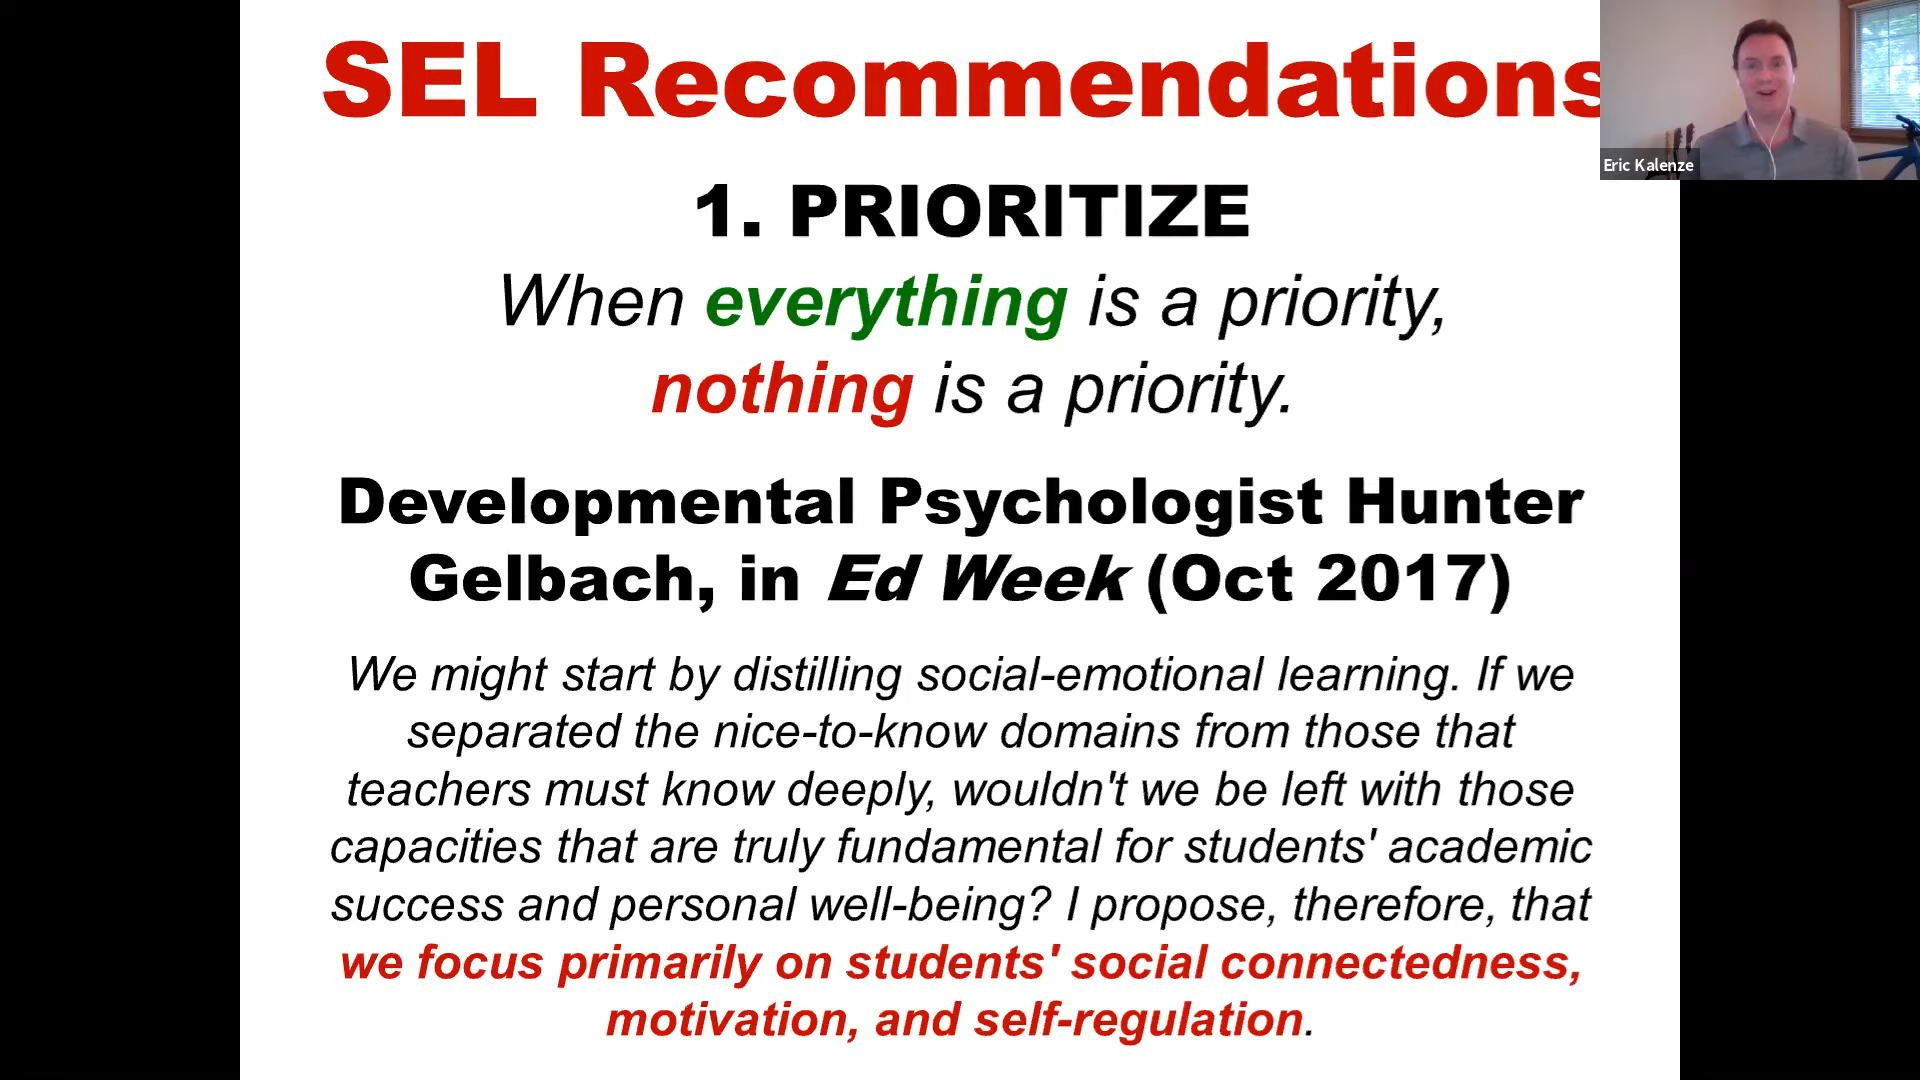 SEL Recommendations
Eric Kalenze
1. PRIORITIZE
When everything is a priority,
nothing is a priority.
Developmental Psychologist Hunter
Gelbach, in Ed Week (Oct 2017)
We might start by distilling social-emotional learning. If we
separated the nice-to-know domains from those that
teachers must know deeply, wouldn't we be left with those
capacities that are truly fundamental for students' academic
success and personal well-being? I propose, therefore, that
we focus primarily on students' social connectedness,
motivation, and self-regulation.